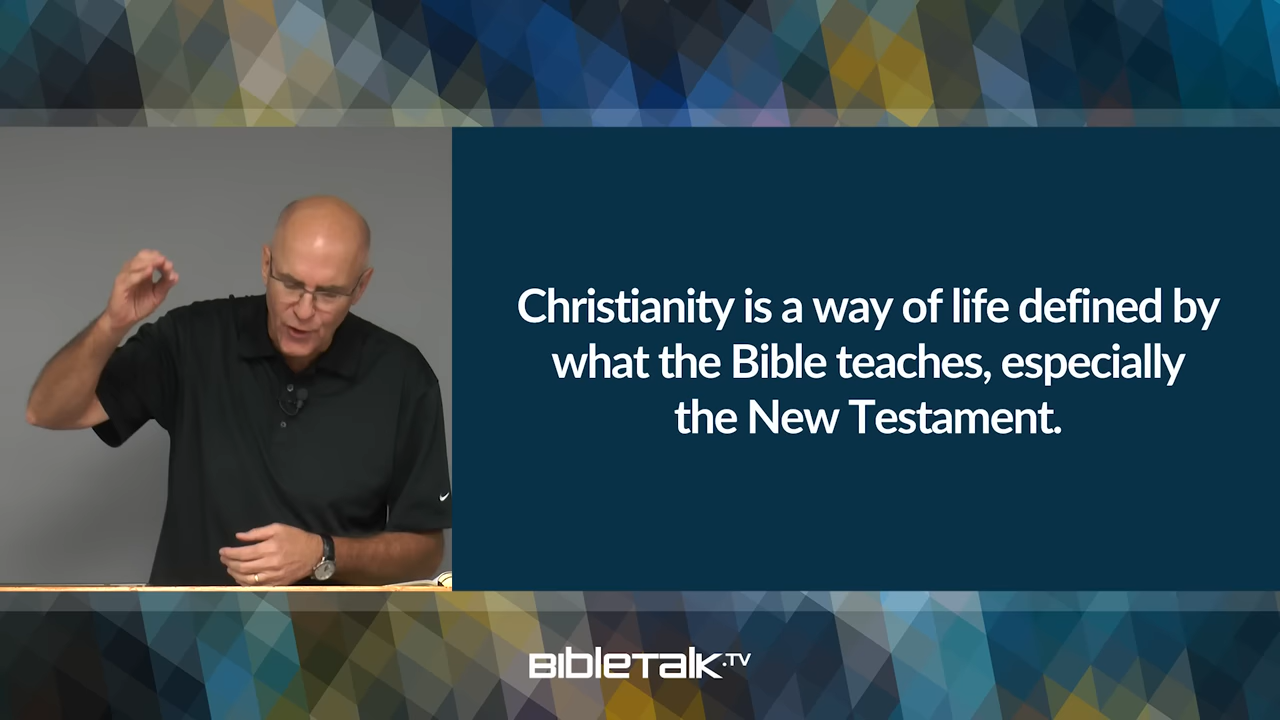 Christianity is a way of life defined by
what the Bible teaches, especially
the New Testament.
BIBLETALK.TV